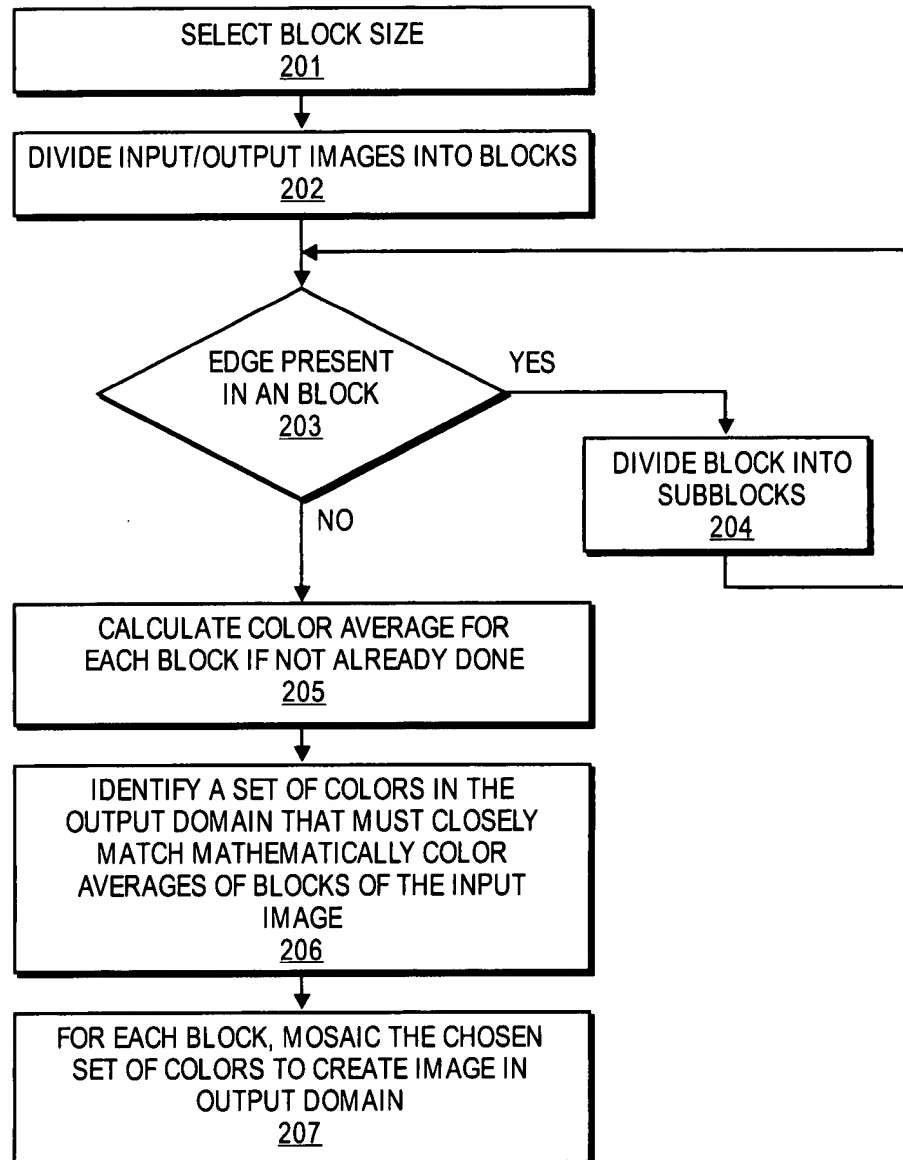 SELECT BLOCK SIZE
201
DIVIDE INPUT/OUTPUT IMAGES INTO BLOCKS
202
EDGE PRESENT
IN AN BLOCK
203
YES
DIVIDE BLOCK INTO
SUBBLOCKS
204
NO
CALCULATE COLOR AVERAGE FOR
EACH BLOCK IF NOT ALREADY DONE
205
IDENTIFY A SET OF COLORS IN THE
OUTPUT DOMAIN THAT MUST CLOSELY
MATCH MATHEMATICALLY COLOR
AVERAGES OF BLOCKS OF THE INPUT
IMAGE
206
FOR EACH BLOCK, MOSAIC THE CHOSEN
SET OF COLORS TO CREATE IMAGE IN
OUTPUT DOMAIN
207